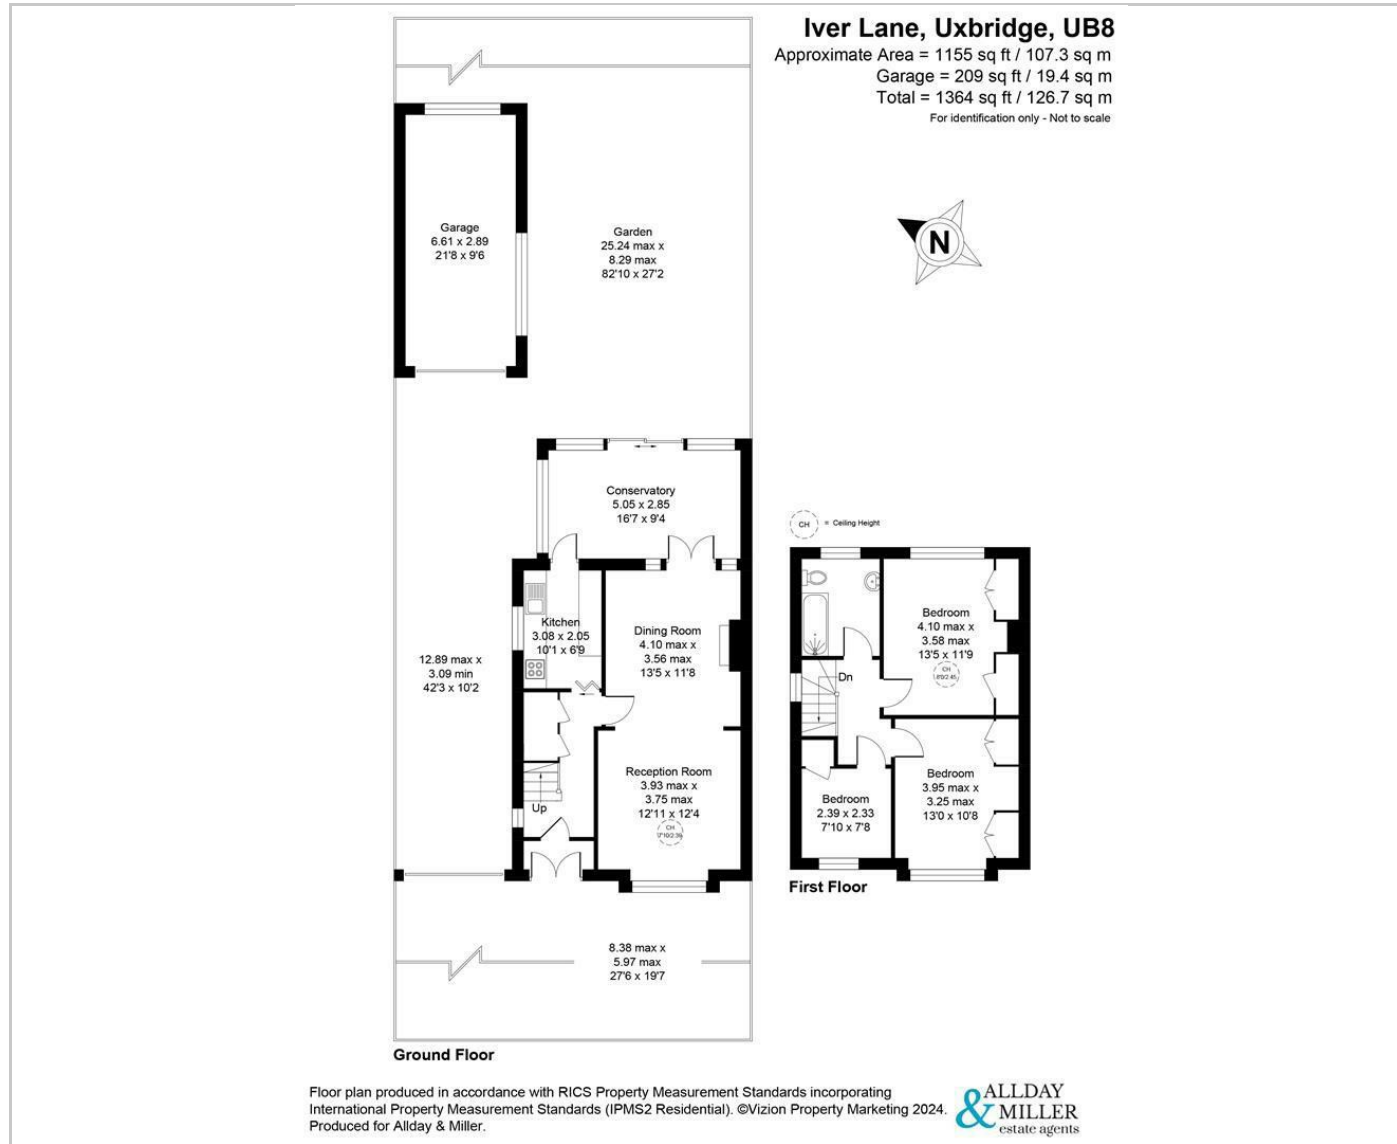 Iver Lane, Uxbridge, UB8
Approximate Area = 1155 sq ft / 107.3 sq m
Garage = 209 sq ft / 19.4 sq m
Total = 1364 sq ft / 126.7 sq m
For identification only - Not to scale
N
Garage
6.61 x 2.89
21'8 x 9'6
Garden
25.24 max x
8.29 max
82'10 x 27'2
Conservatory
5.05 x 2.85
16'7 x 9'4
Kitchen
3.08 x 2.05
10'1 x 6'9
Dining Room
4.10 max x
3.56 max
13'5 x 11'8
12.89 max x
3.09 min
42'3 x 10'2
Reception Room
3.93 max x
3.75 max
12'11 x 12'4
CH
Up
8.38 max x
5.97 max
27'6 x 19'7
Ground Floor
CH = Ceiling Height
Bedroom
4.10 max x
3.58 max
13'5 x 11'9
CH
Dn
Bedroom
3.95 max x
3.25 max
13'0 x 10'8
Bedroom
2.39 x 2.33
7'10 x 7'8
First Floor
Floor plan produced in accordance with RICS Property Measurement Standards incorporating
International Property Measurement Standards (IPMS2 Residential). ©Vizion Property Marketing 2024.
Produced for Allday & Miller.
ALLDAY
& MILLER
estate agents